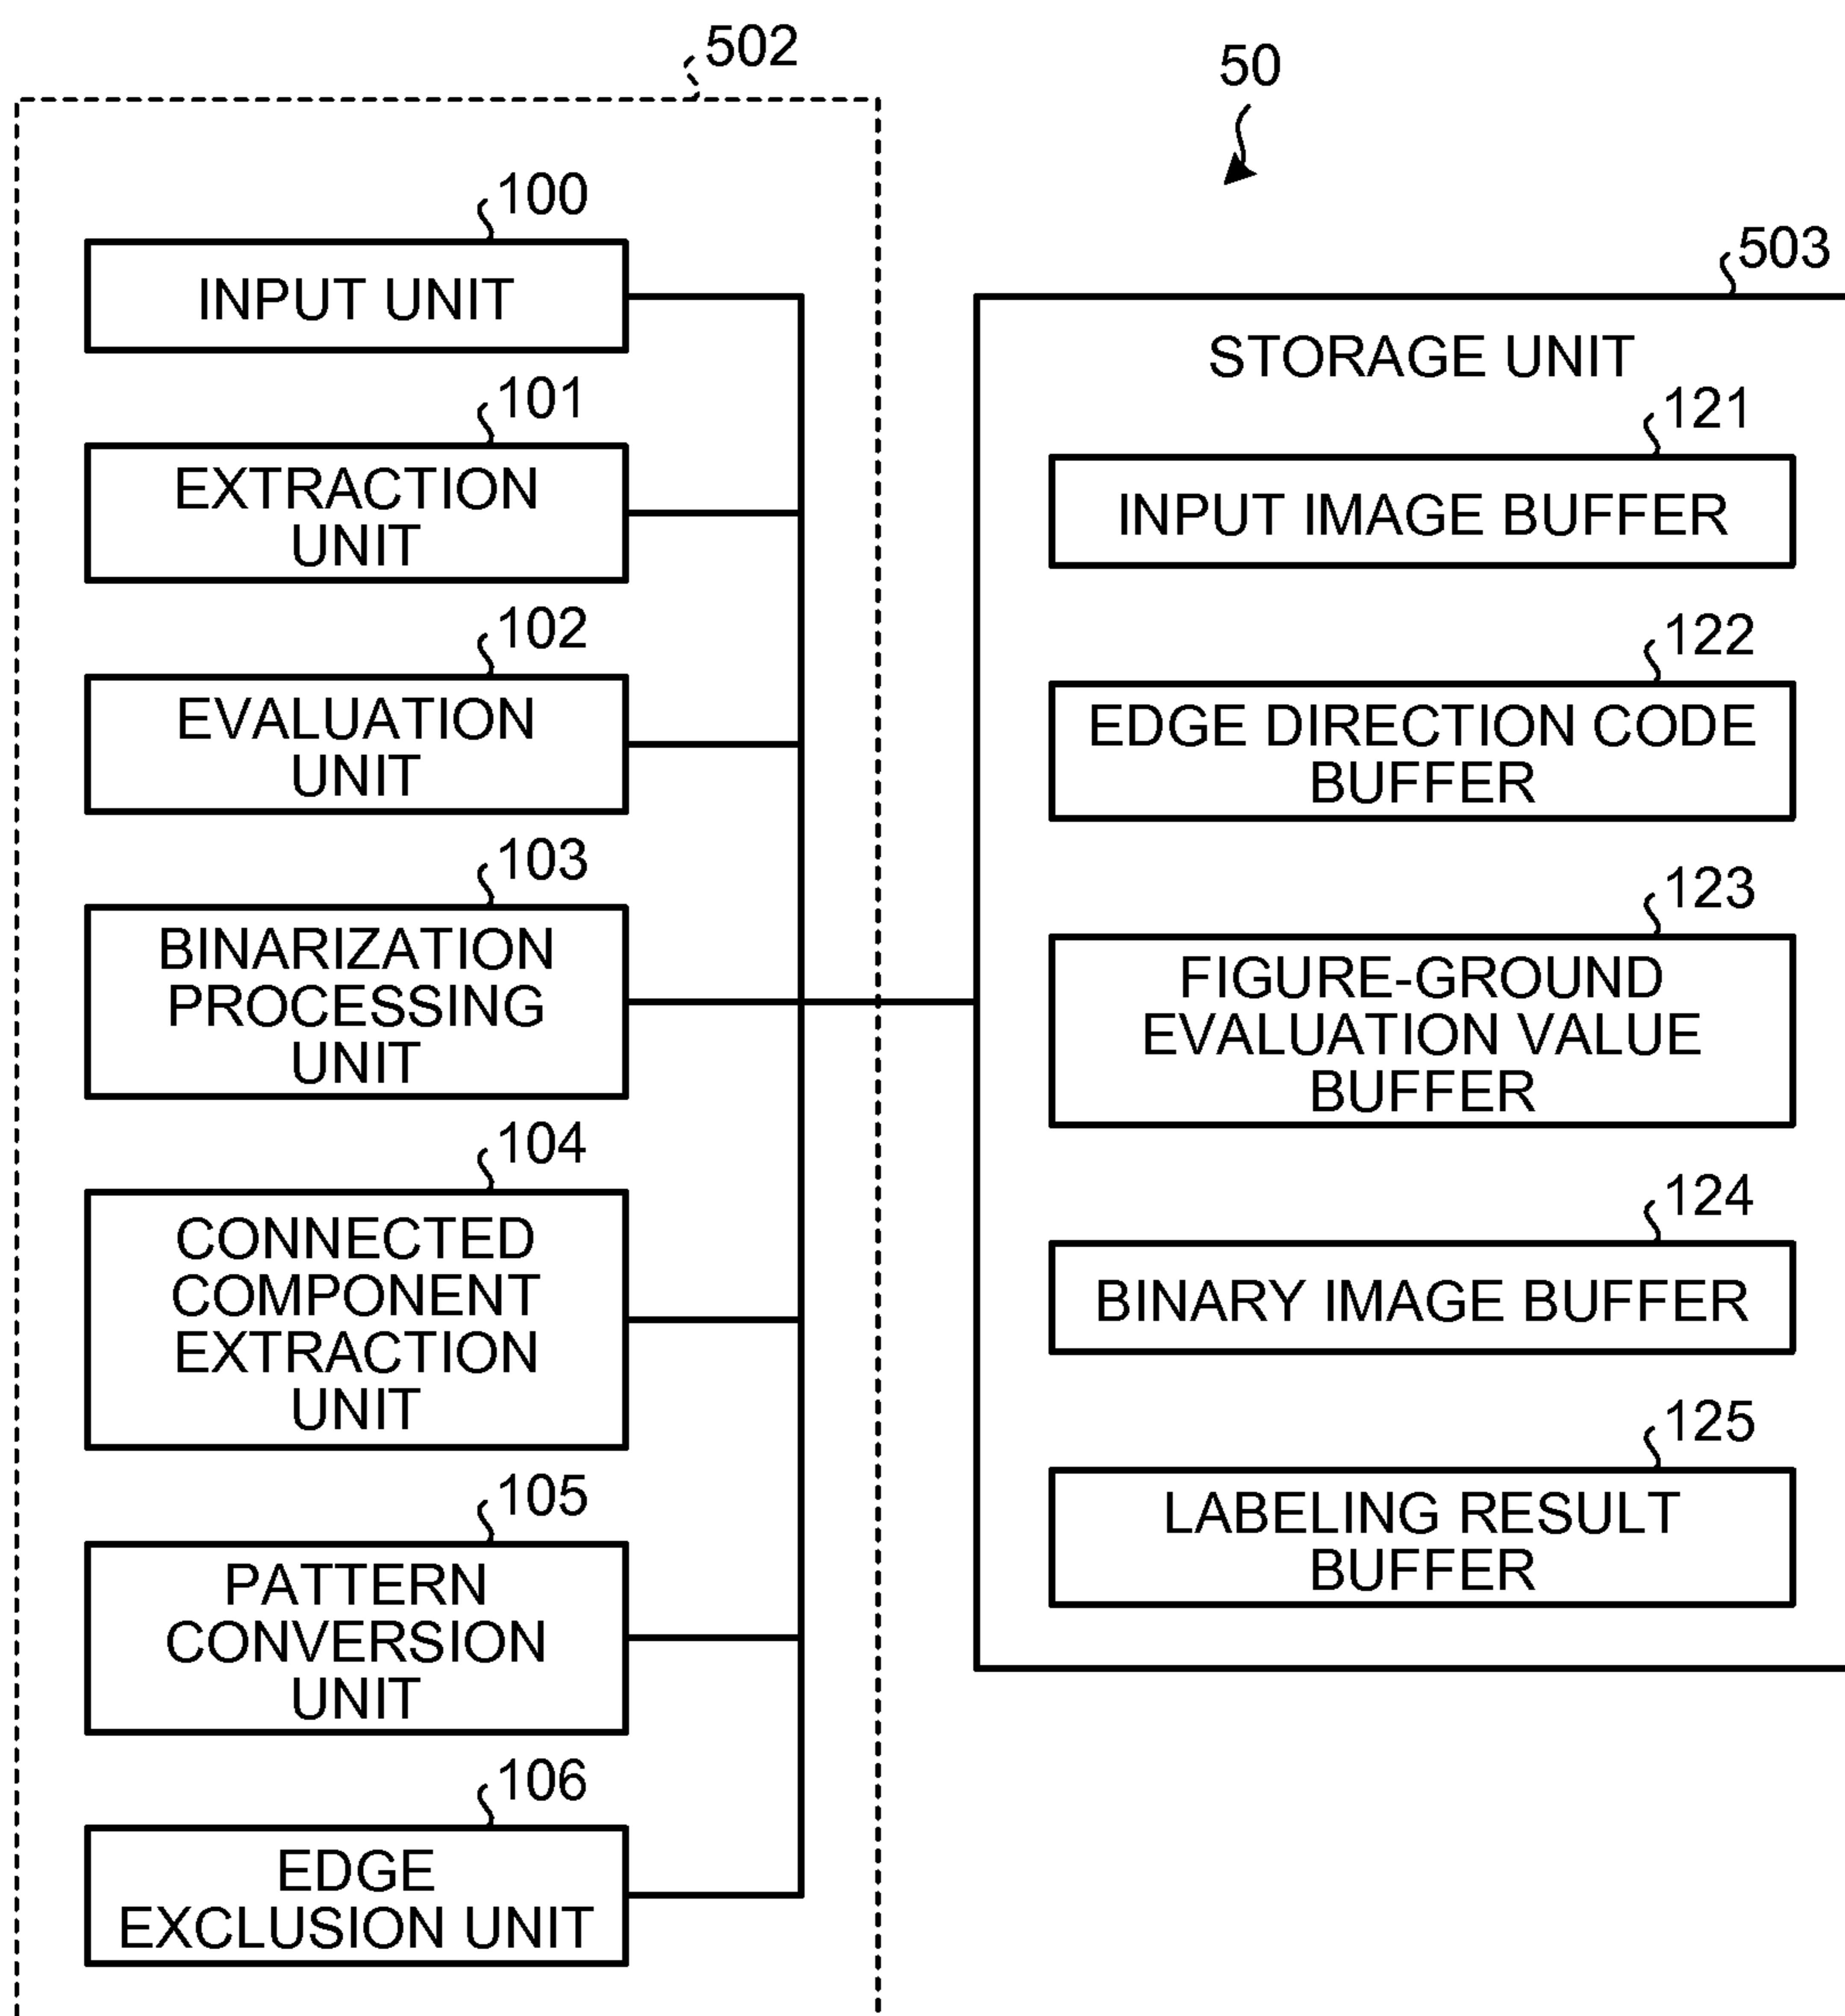 502
50
100
INPUT UNIT
101
EXTRACTION
UNIT
102
EVALUATION
UNIT
103
BINARIZATION
PROCESSING
UNIT
104
CONNECTED
COMPONENT
EXTRACTION
UNIT
105
PATTERN
CONVERSION
UNIT
106
EDGE
EXCLUSION UNIT
503
STORAGE UNIT
121
INPUT IMAGE BUFFER
122
EDGE DIRECTION CODE
BUFFER
123
FIGURE-GROUND
EVALUATION VALUE
BUFFER
124
BINARY IMAGE BUFFER
125
LABELING RESULT
BUFFER